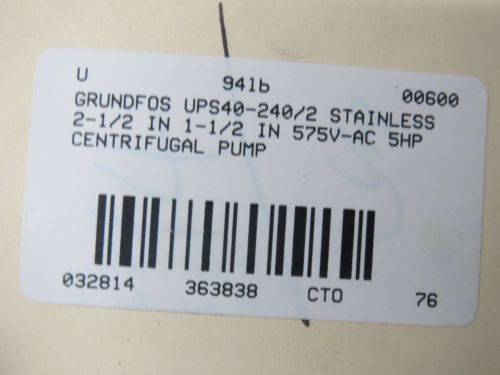 U 94lb 00600
GRUNDFOS UPS40-240/2 STAINLESS
2-1/2 IN 1-1/2 IN 575V-AC 5HP
CENTRIFUGAL PUMP
032814 363838 CTO 76